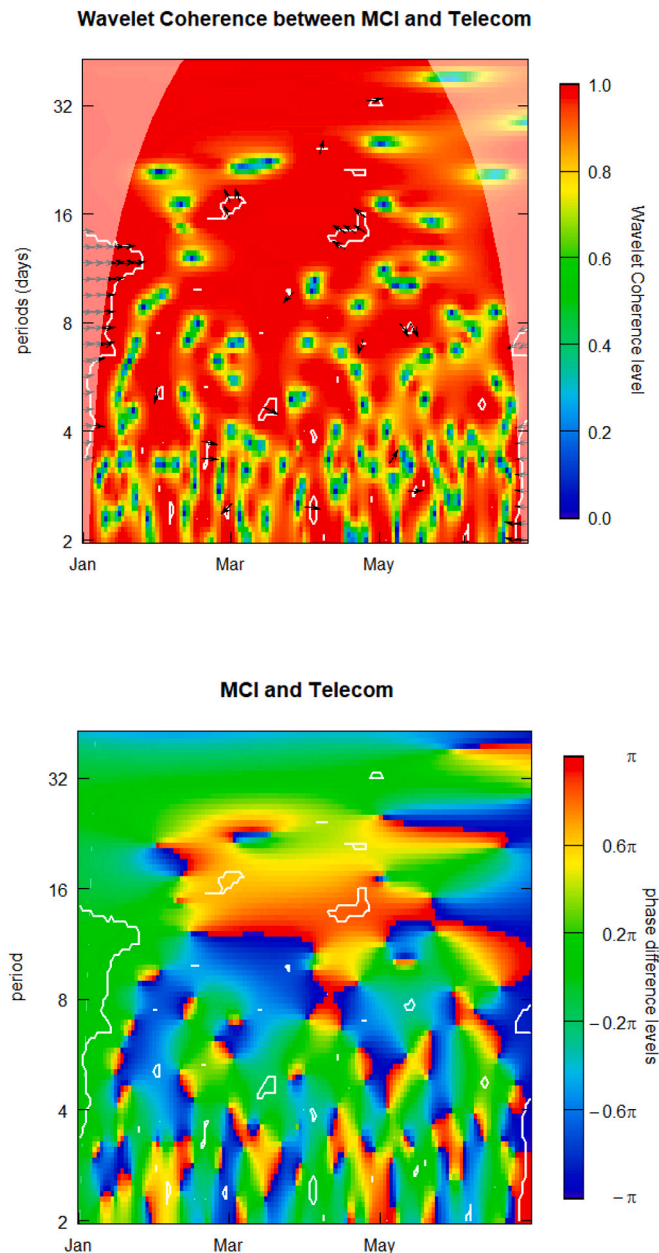 Wavelet Coherence between MCI and Telecom
periods (days)
32
16
8
4
2
Jan
Mar
May
1.0
0.8
0.6
0.4
0.2
0.0
Wavelet Coherence level
MCI and Telecom
period
32
16
8
4
2
Jan
Mar
May
π
0.6π
0.2π
−0.2π
−0.6π
−π
phase difference levels